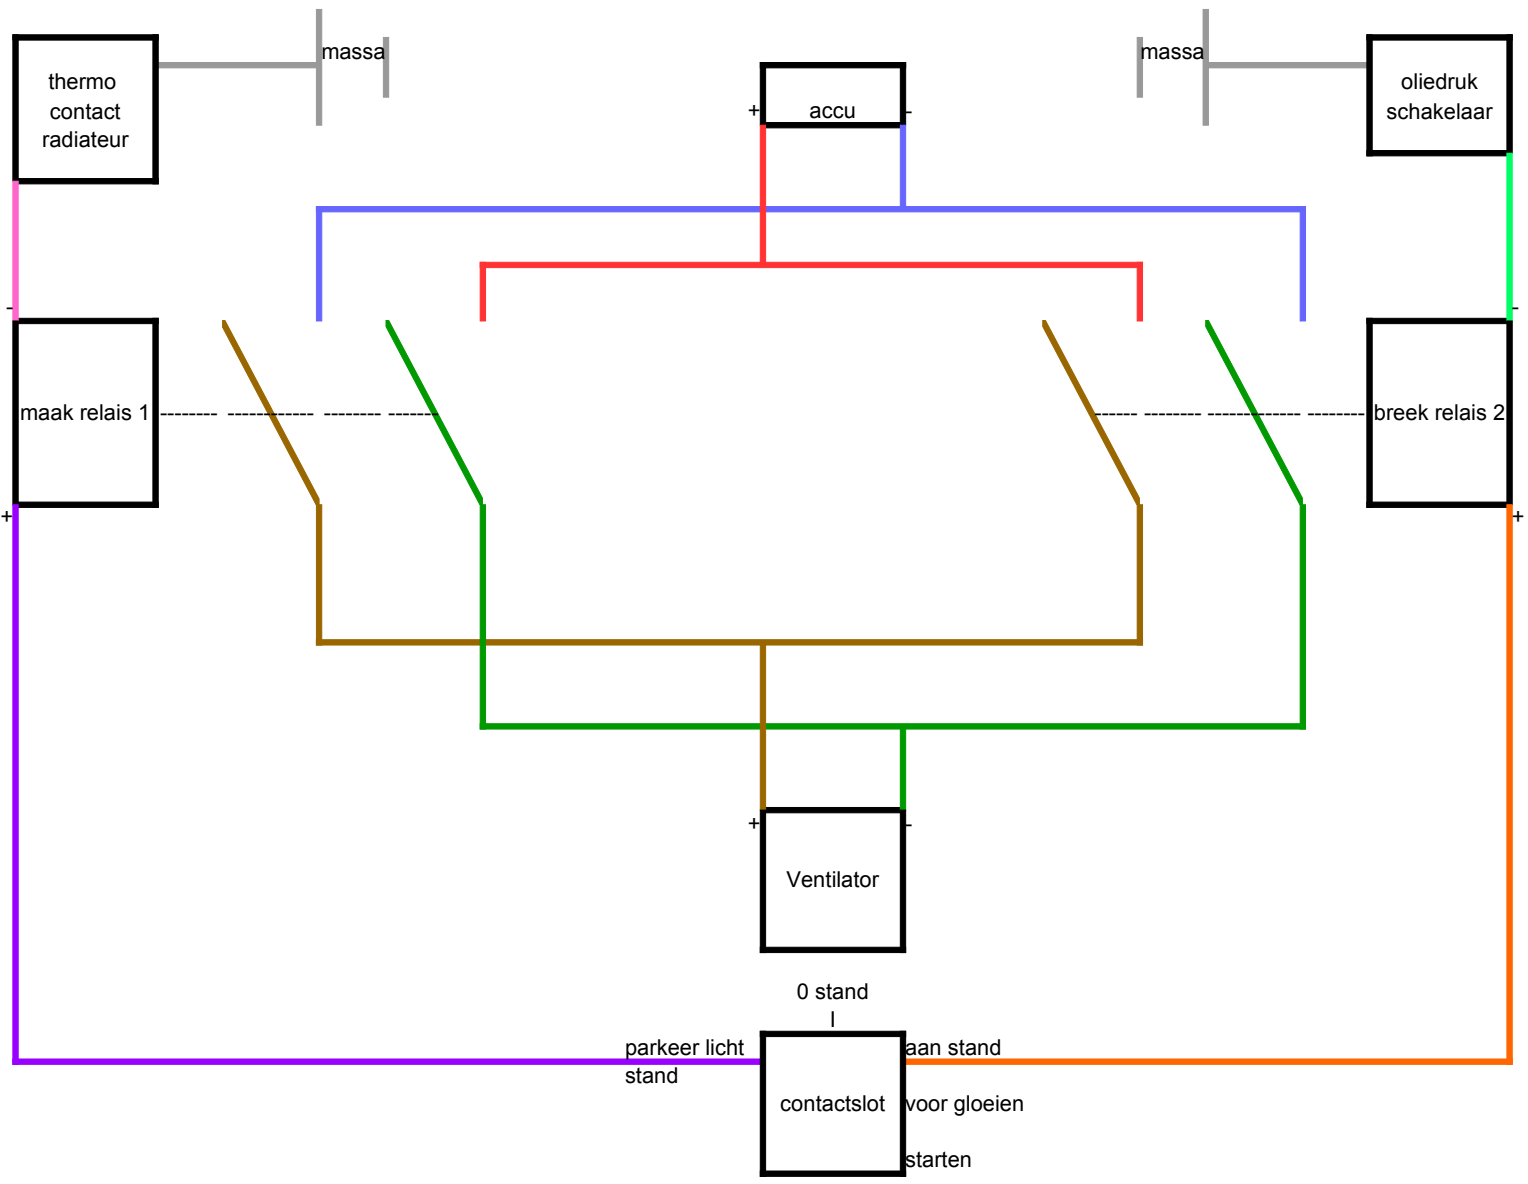 massa
massa
thermo
contact
radiateur
oliedruk
schakelaar
+ accu -
-
-
maak relais 1
breek relais 2
+
+
+ -
Ventilator
0 stand
I
parkeer licht
stand
aan stand
contactslot
voor gloeien
starten